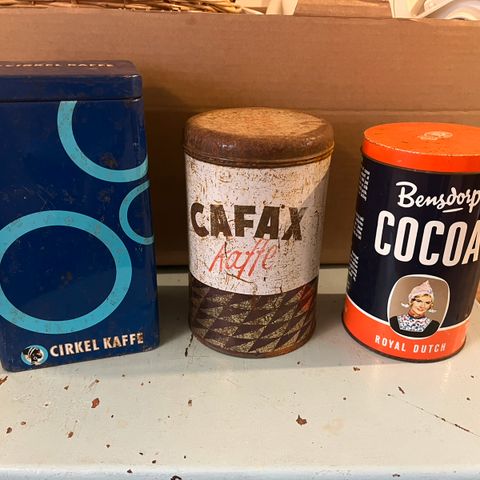 CIRKEL KAFFE
CIRKEL KAFFE
CAFAX
Kaffe
Bensdorp
COCOA
ROYAL DUTCH